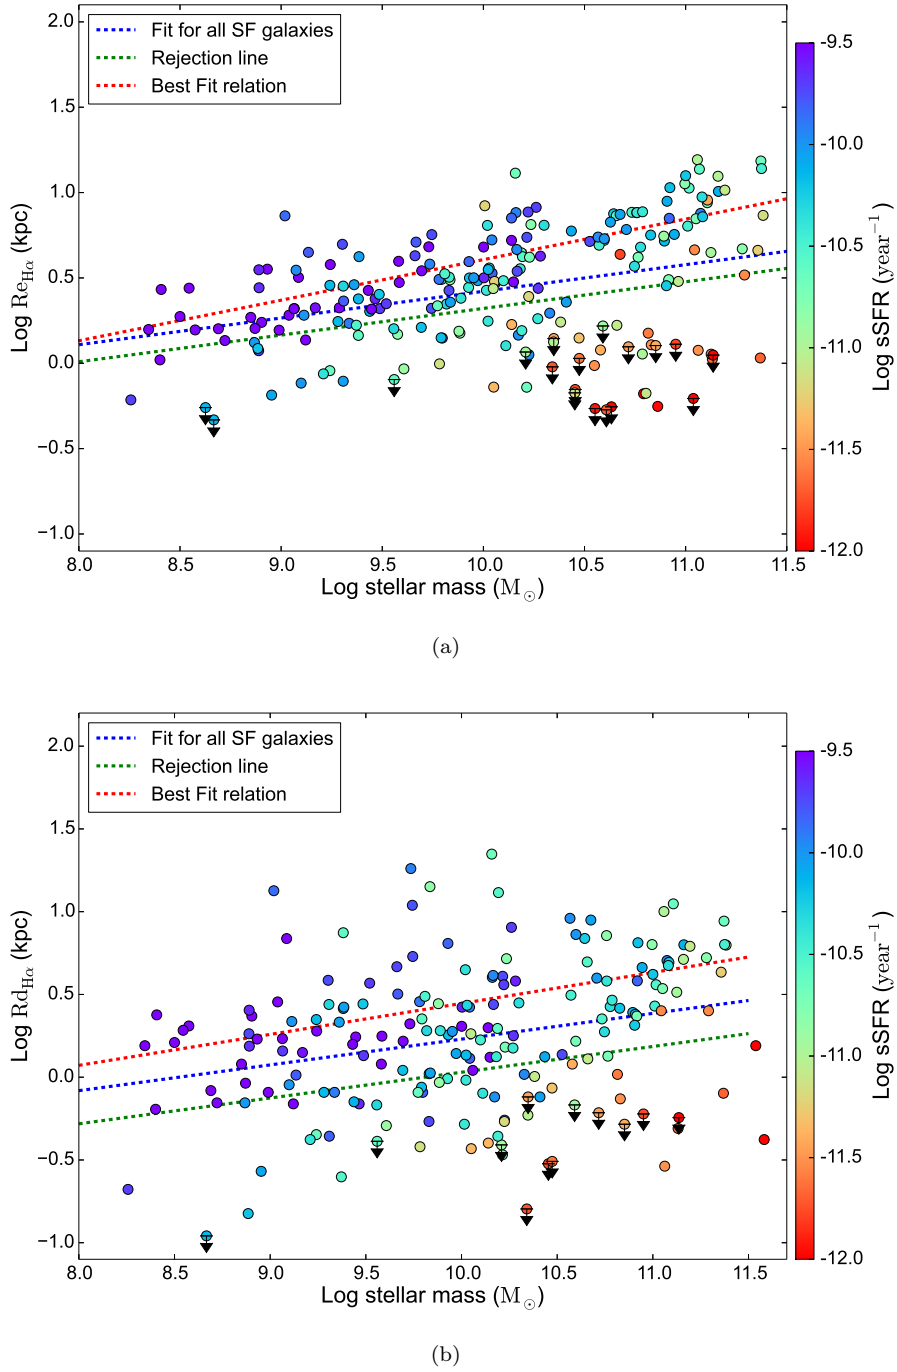 2.0
1.5
1.0
0.5
0.0
−0.5
−1.0
Log Re_Hα (kpc)
Fit for all SF galaxies
Rejection line
Best Fit relation
8.0 8.5 9.0 9.5 10.0 10.5 11.0 11.5
Log stellar mass (M☉)
-9.5
-10.0
-10.5
-11.0
-11.5
-12.0
Log sSFR (year⁻¹)
(a)
2.0
1.5
1.0
0.5
0.0
−0.5
−1.0
Log Rd_Hα (kpc)
Fit for all SF galaxies
Rejection line
Best Fit relation
8.0 8.5 9.0 9.5 10.0 10.5 11.0 11.5
Log stellar mass (M☉)
-9.5
-10.0
-10.5
-11.0
-11.5
-12.0
Log sSFR (year⁻¹)
(b)